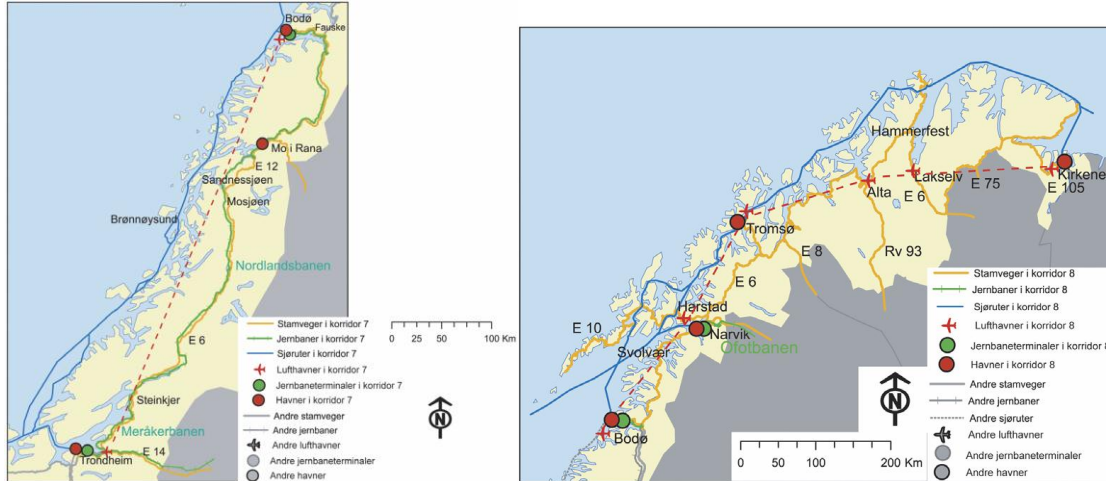 Bodø
Fauske
Mo i Rana
E 12
Sandnessjøen
Mosjøen
Brønnøysund
Nordlandsbanen
E 6
Steinkjer
Meråkerbanen
E 14
Trondheim
Stamveger i korridor 7
Jernbaner i korridor 7
Sjøruter i korridor 7
Lufthavner i korridor 7
Jernbaneterminaler i korridor 7
Havner i korridor 7
Andre stamveger
Andre jernbaner
Andre lufthavner
Andre jernbaneterminaler
Andre havner
0 50 100 Km
N
Hammerfest
Kirkene
Lakselv
E 75
E 105
Alta
E 6
Tromsø
E 8
Rv 93
E 6
Harstad
E 10
Narvik
Ofotbanen
Svolvær
Bodø
Stamveger i korridor 8
Jernbaner i korridor 8
Sjøruter i korridor 8
Lufthavner i korridor 8
Jernbaneterminaler i korridor 8
Havner i korridor 8
Andre stamveger
Andre jernbaner
Andre sjøruter
Andre lufthavner
Andre jernbaneterminaler
Andre havner
N
0 50 100 200 Km